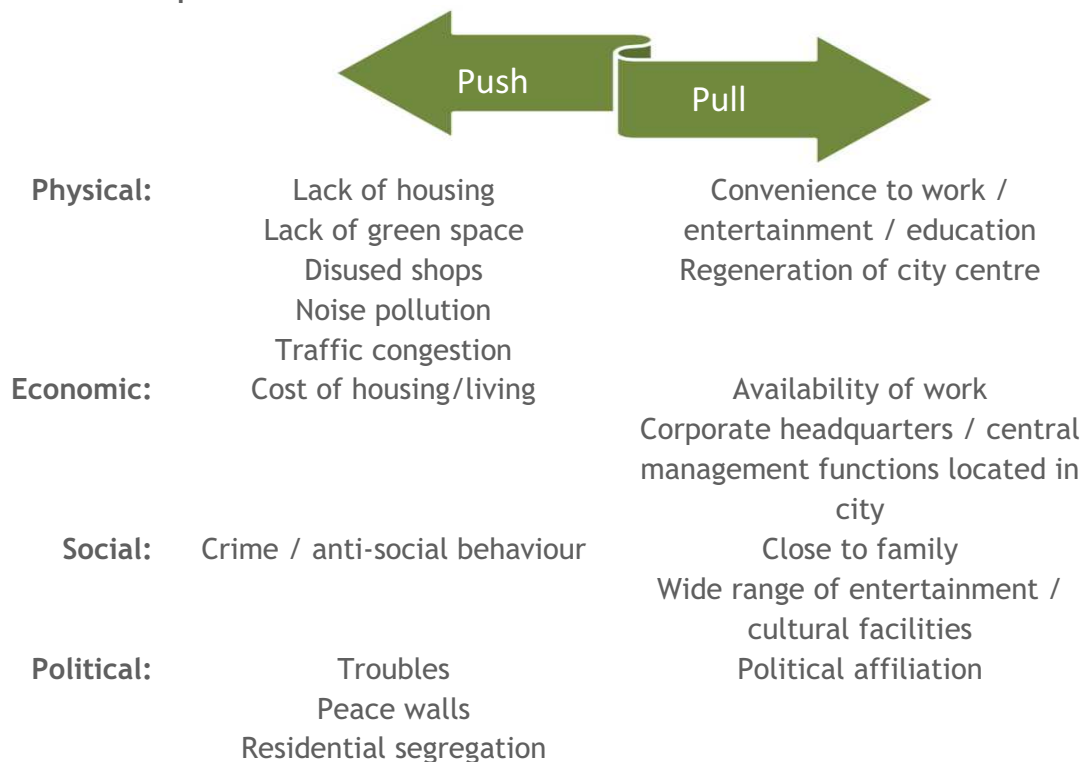 Push
Pull
Physical:
Lack of housing
Lack of green space
Disused shops
Noise pollution
Traffic congestion
Convenience to work /
entertainment / education
Regeneration of city centre
Economic:
Cost of housing/living
Availability of work
Corporate headquarters / central
management functions located in
city
Social:
Crime / anti-social behaviour
Close to family
Wide range of entertainment /
cultural facilities
Political:
Troubles
Peace walls
Residential segregation
Political affiliation